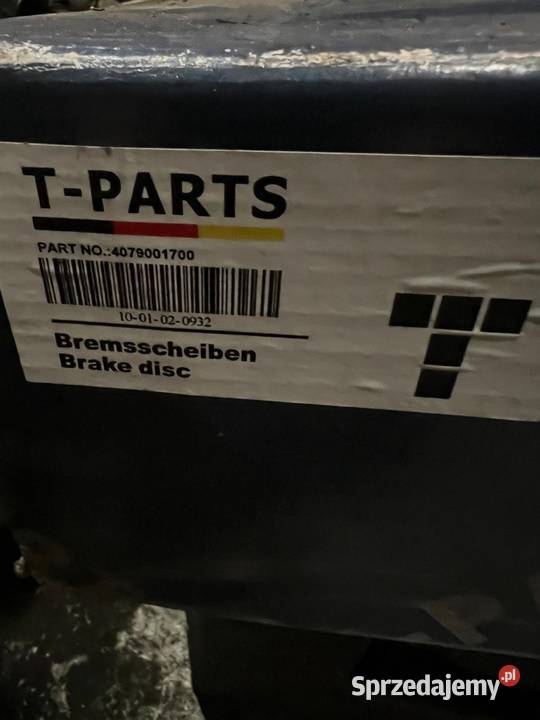 T-PARTS
PART NO.:4079001700
10-01-02-0932
Bremsscheiben
Brake disc
Sprzedajemy.pl